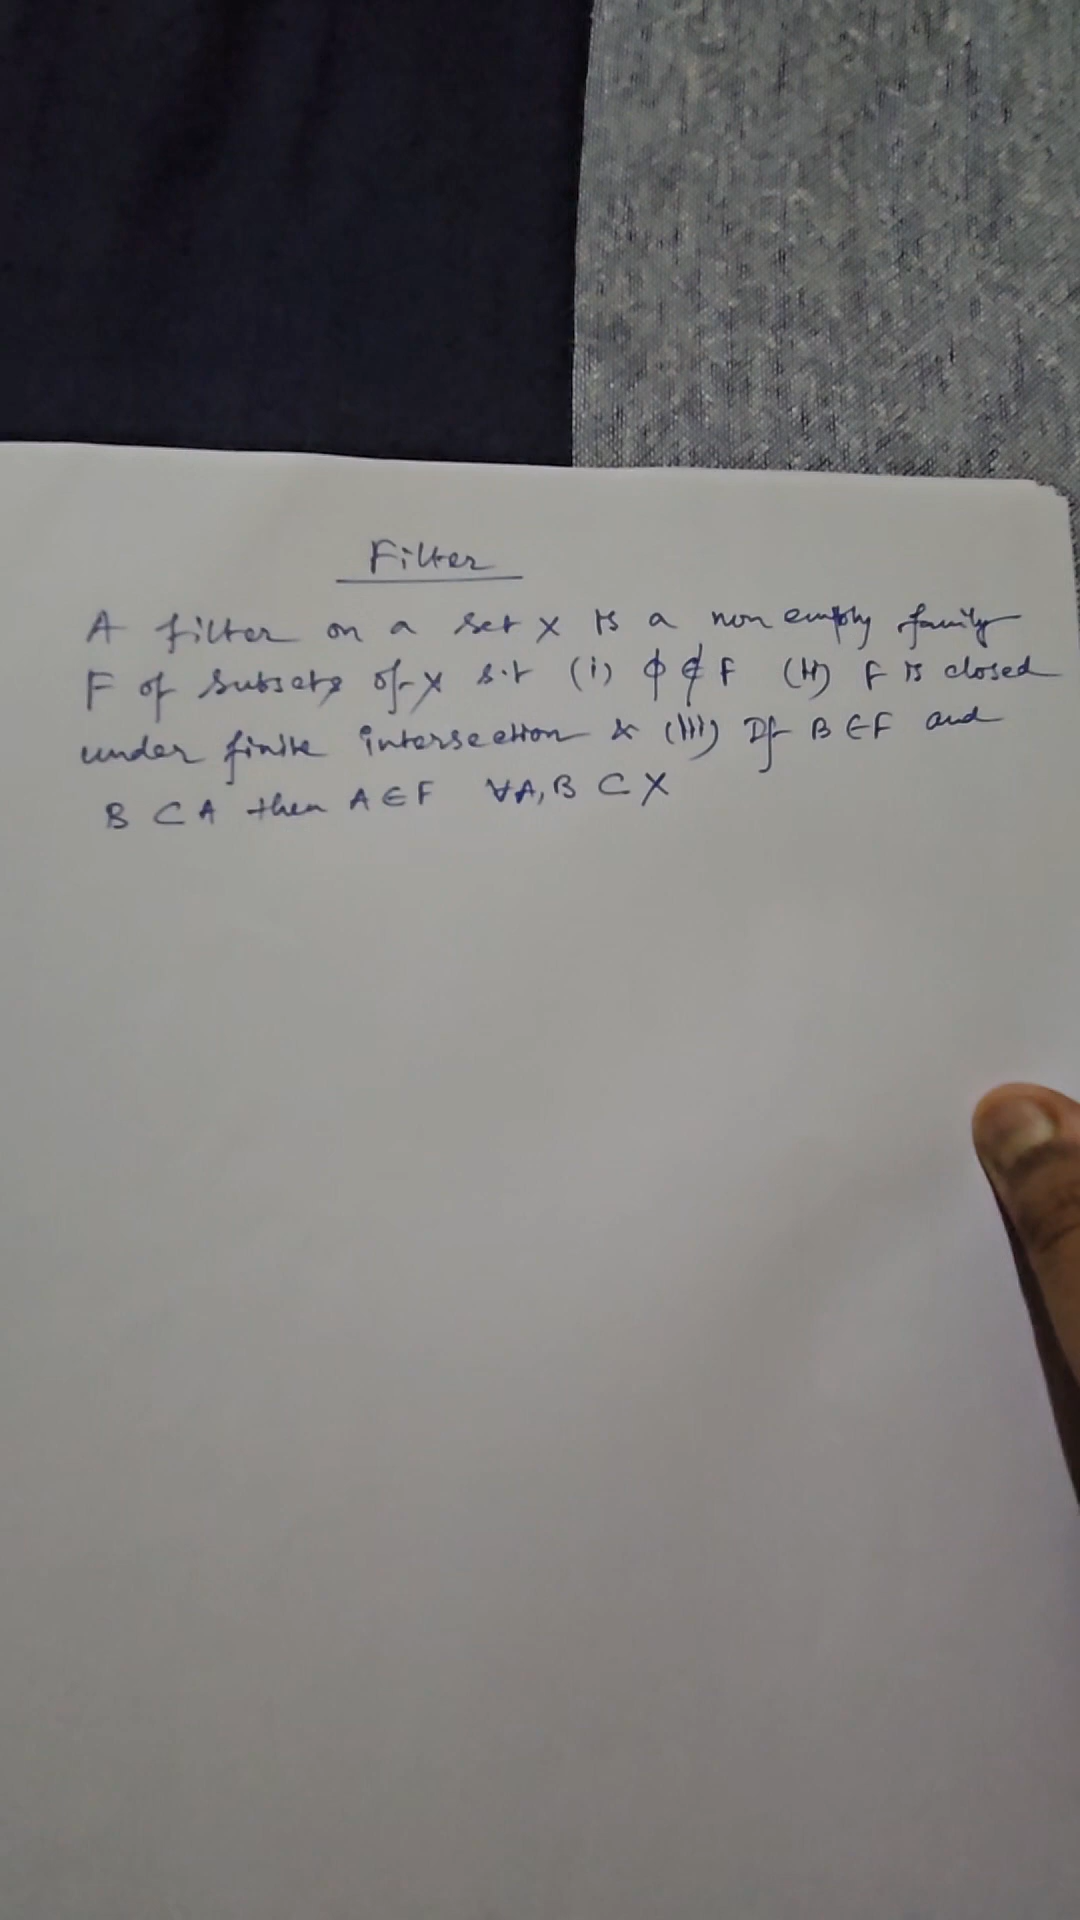 Filter
A filter on a set X is a non empty family
F of subsets of X s.t (i) ϕ ∉ F (ii) F is closed
under finite intersection & (iii) If B ∈ F and
B ⊂ A then A ∈ F ∀A, B ⊂ X